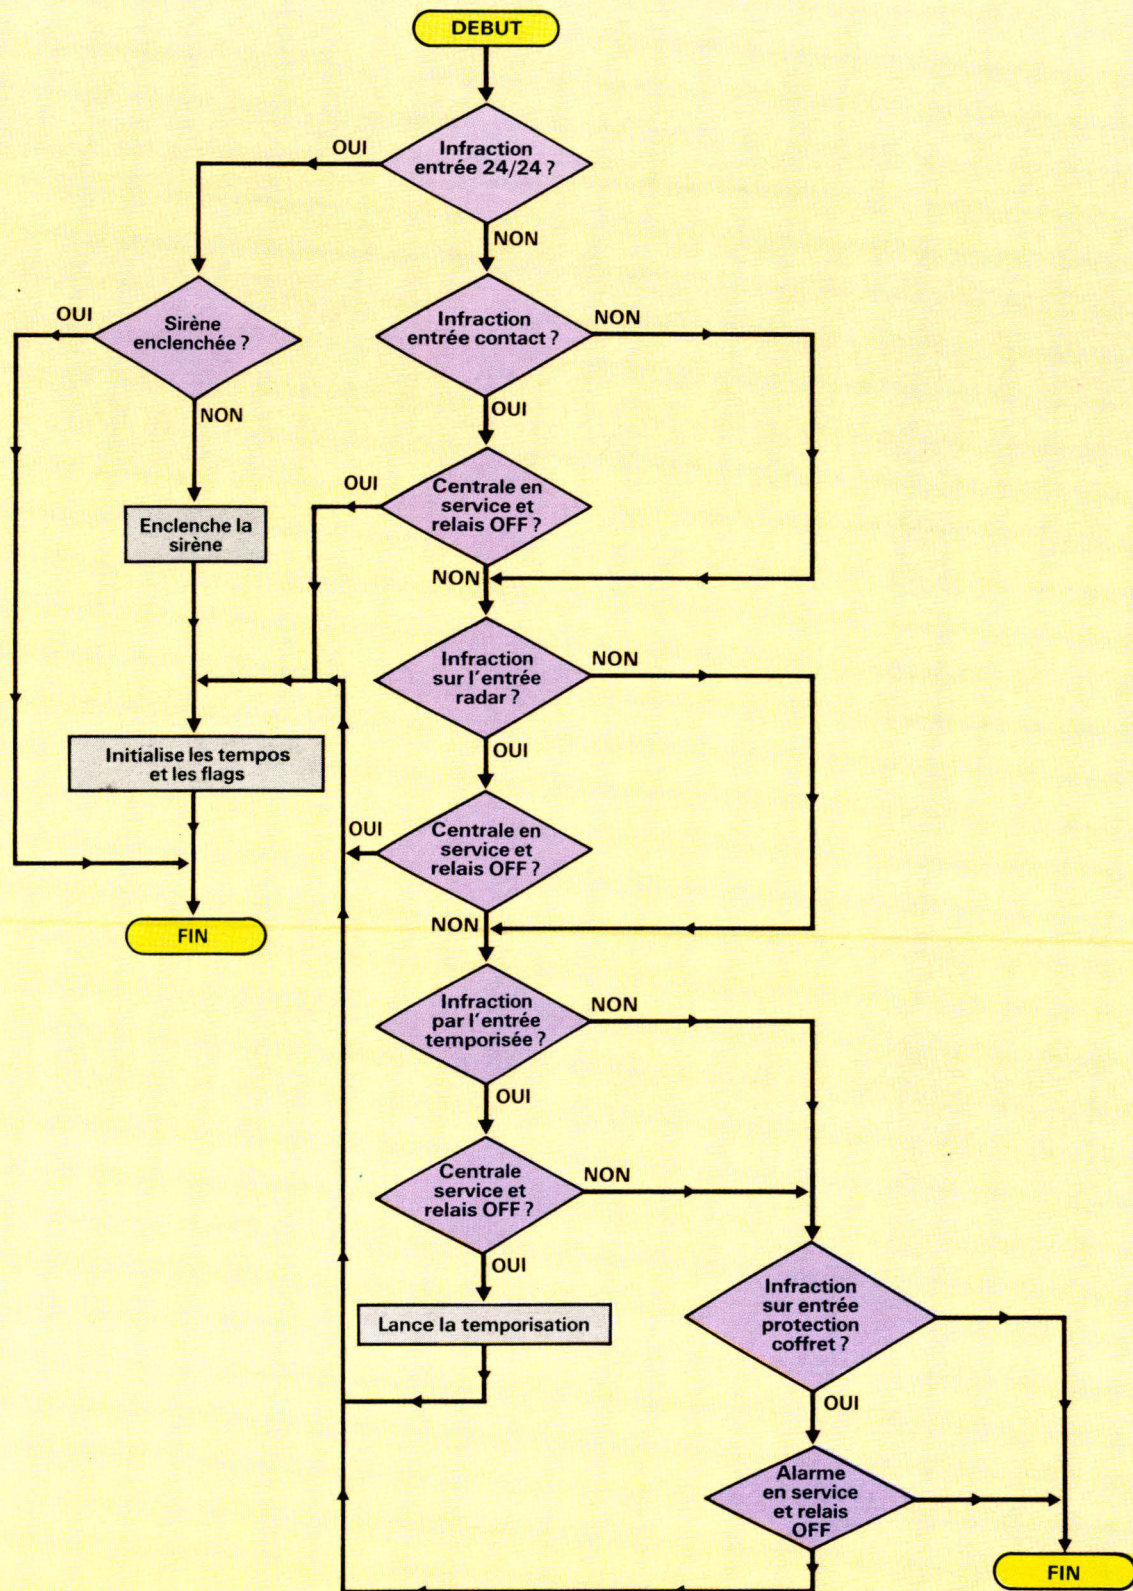 DEBUT
OUI
Infraction
entrée 24/24 ?
NON
OUI
Sirène
enclenchée ?
Infraction
entrée contact ?
NON
NON
OUI
OUI
Centrale en
service et
relais OFF ?
Enclenche la
sirène
NON
Infraction
sur l'entrée
radar ?
NON
OUI
Initialise les tempos
et les flags
OUI
Centrale en
service et
relais OFF ?
NON
FIN
Infraction
par l'entrée
temporisée ?
NON
OUI
Centrale
service et
relais OFF ?
NON
OUI
Infraction
sur entrée
protection
coffret ?
Lance la temporisation
OUI
Alarme
en service
et relais
OFF
FIN